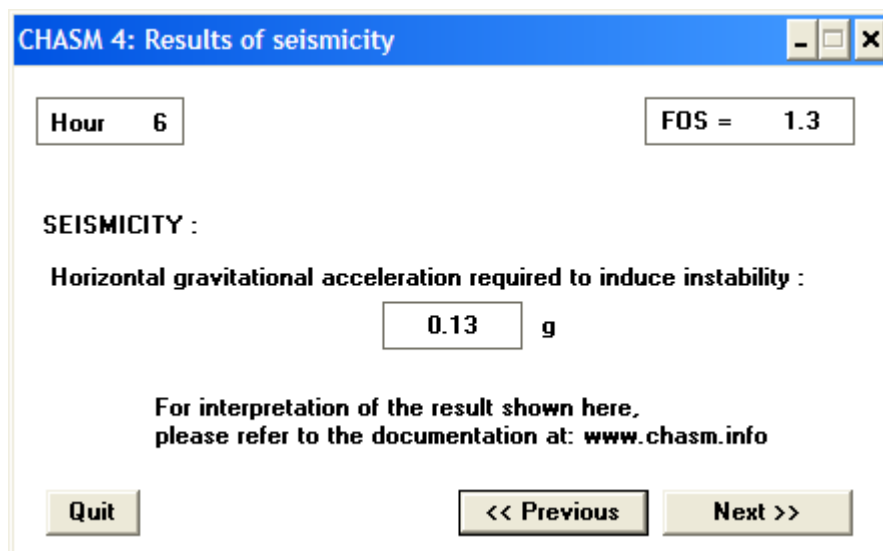 CHASM 4: Results of seismicity
Hour 6
FOS = 1.3
SEISMICITY :
Horizontal gravitational acceleration required to induce instability :
0.13 g
For interpretation of the result shown here,
please refer to the documentation at: www.chasm.info
Quit
<< Previous
Next >>